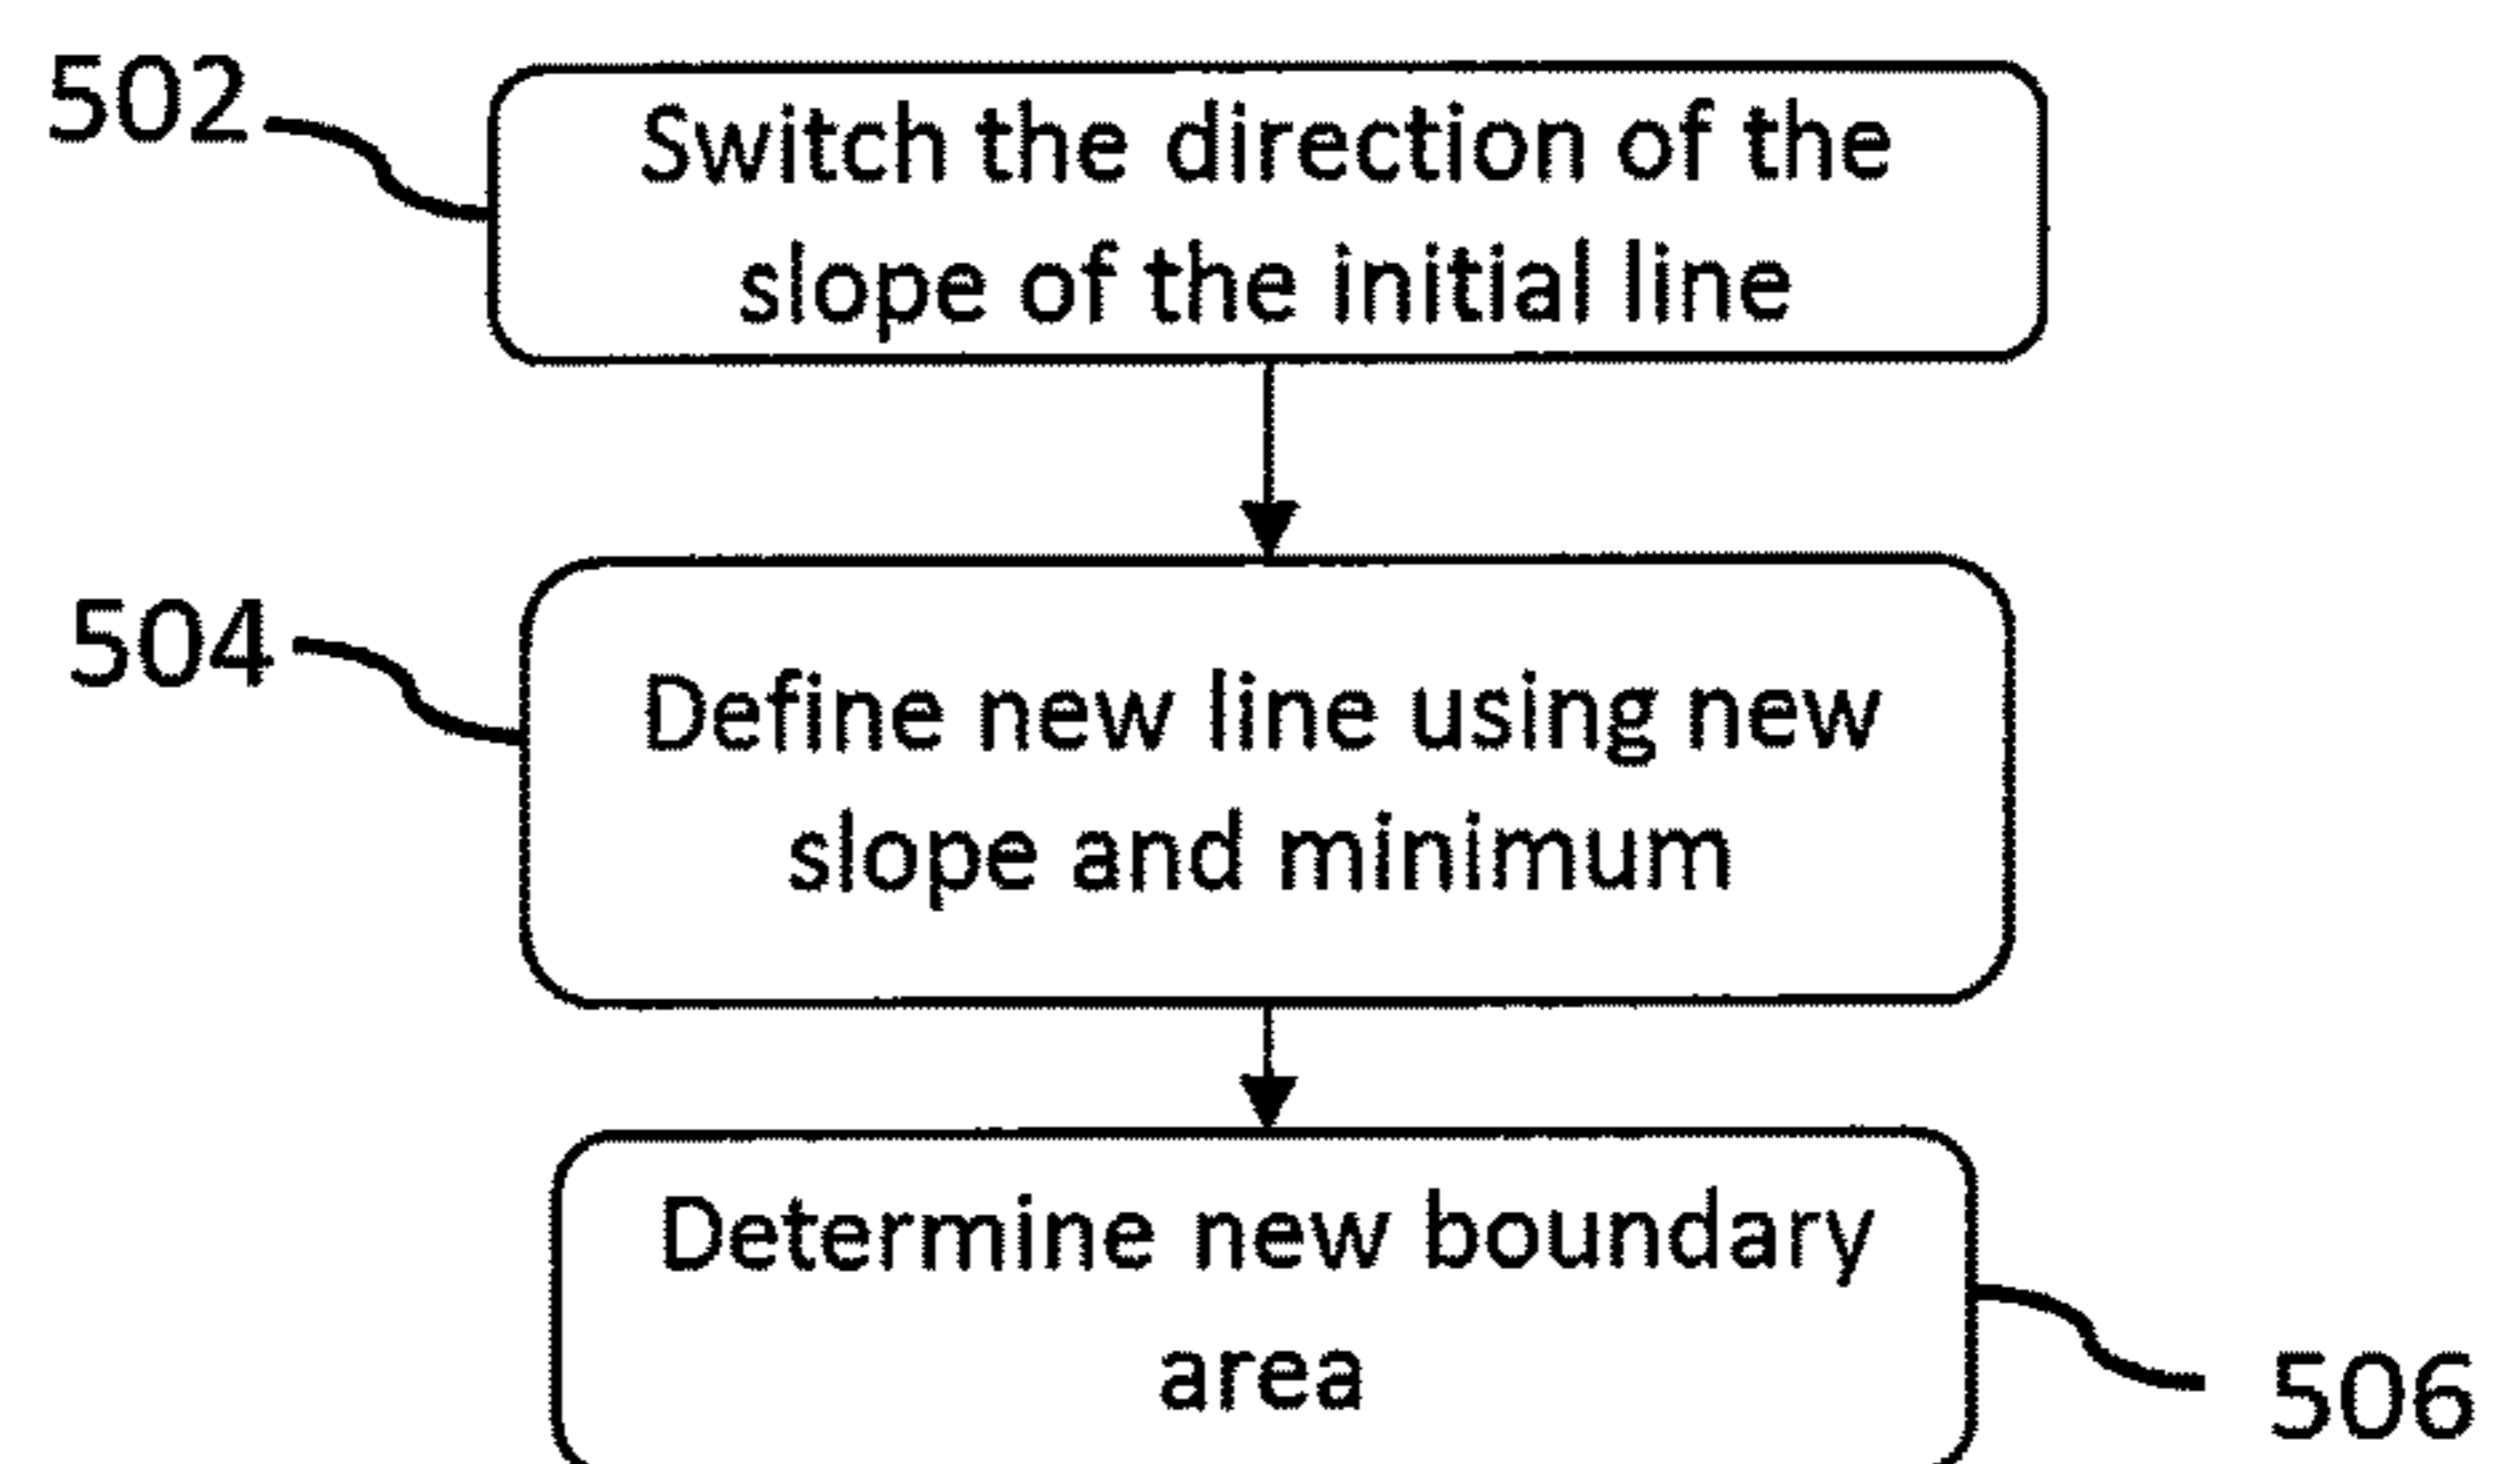 502
Switch the direction of the
slope of the initial line
504
Define new line using new
slope and minimum
Determine new boundary
area
506